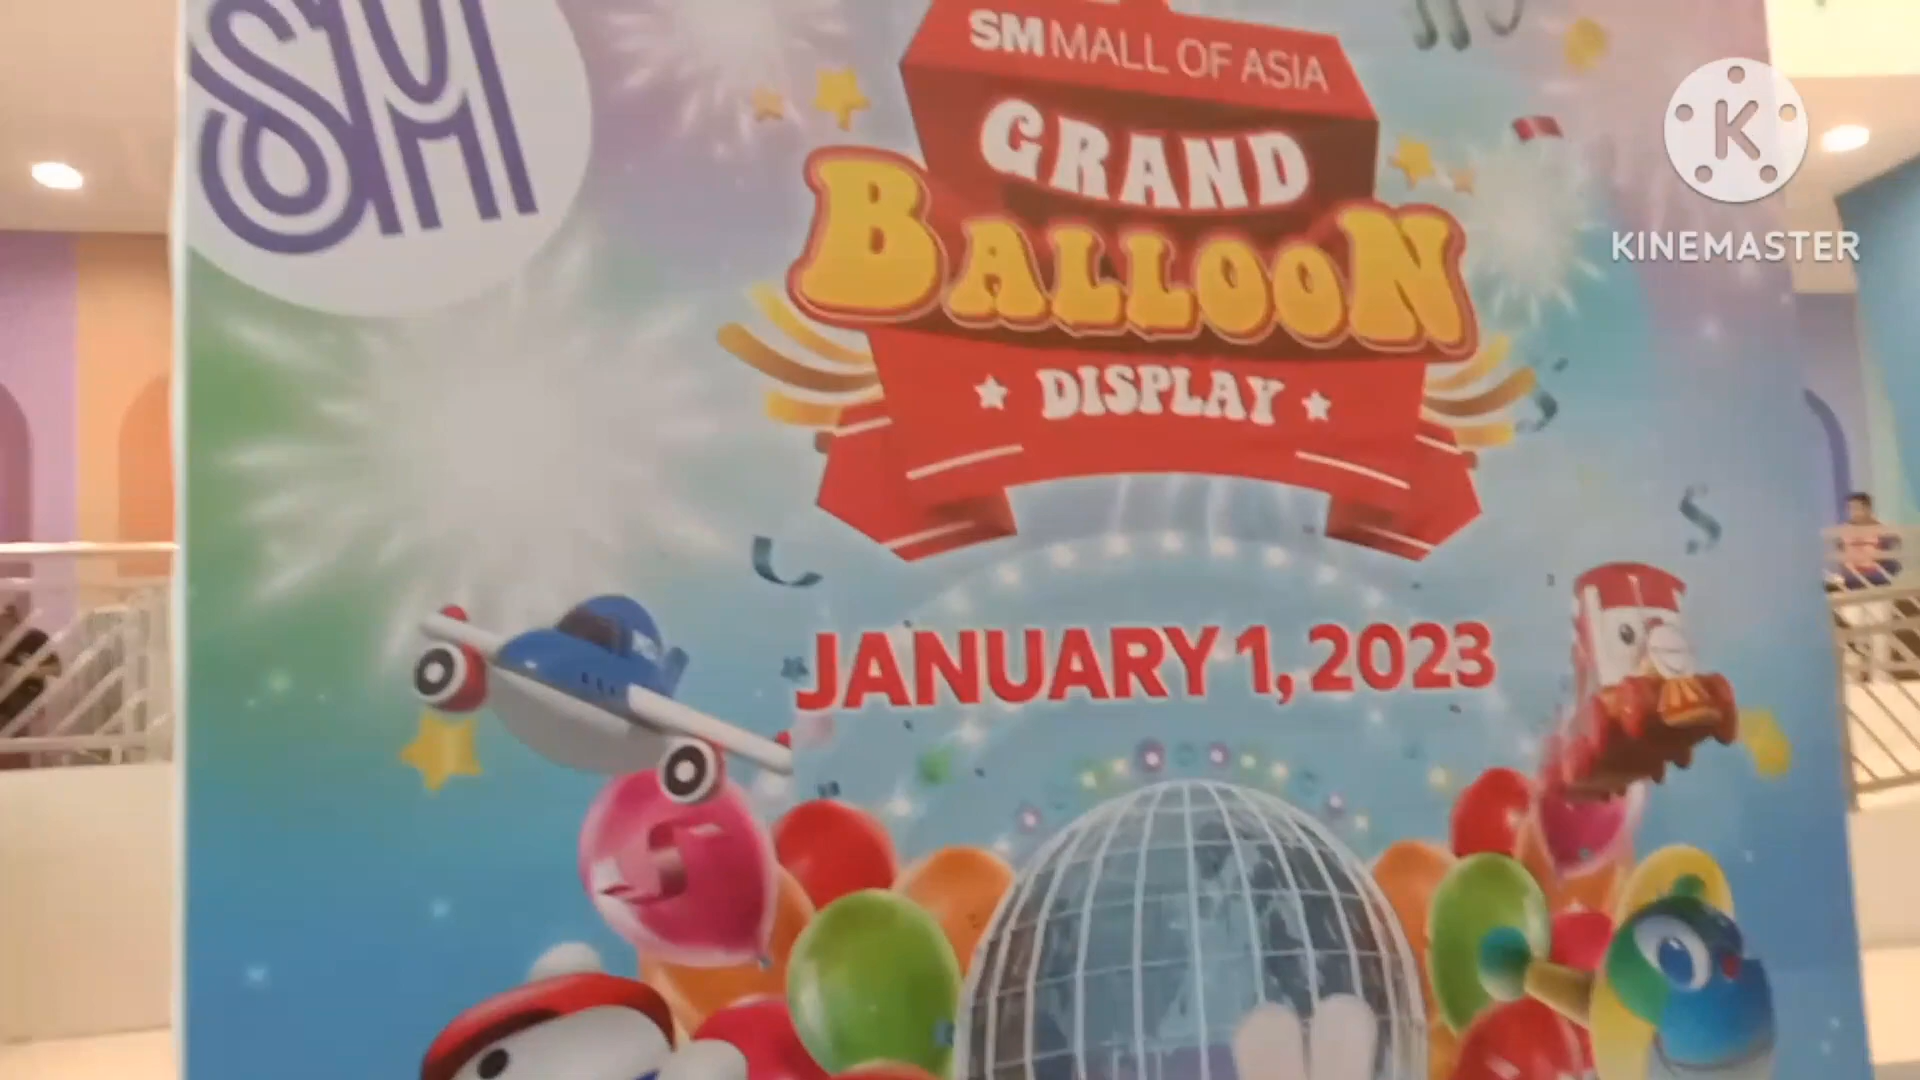 SM
SM MALL OF ASIA
GRAND
BALLOON
DISPLAY
JANUARY 1, 2023
K
KINEMASTER